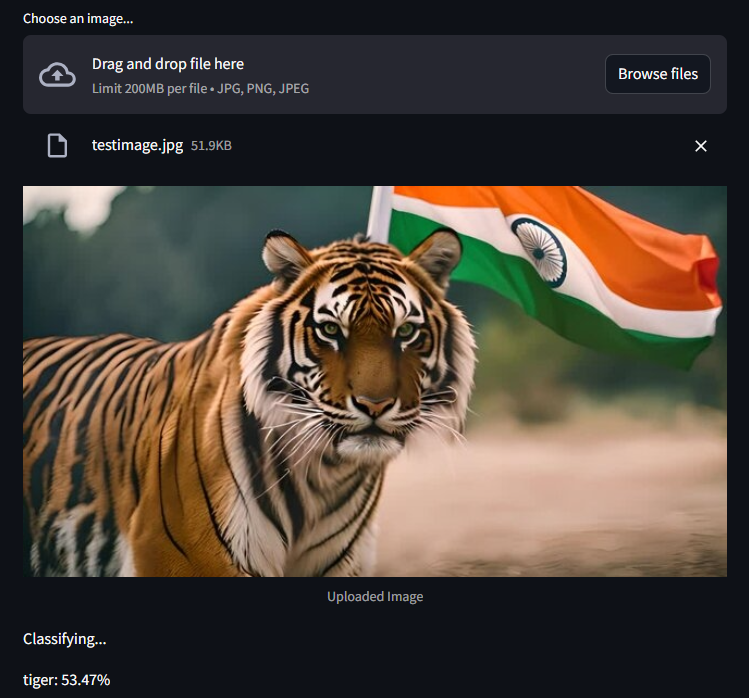 Choose an image...
Drag and drop file here
Limit 200MB per file • JPG, PNG, JPEG
Browse files
testimage.jpg 51.9KB
Uploaded Image
Classifying...
tiger: 53.47%